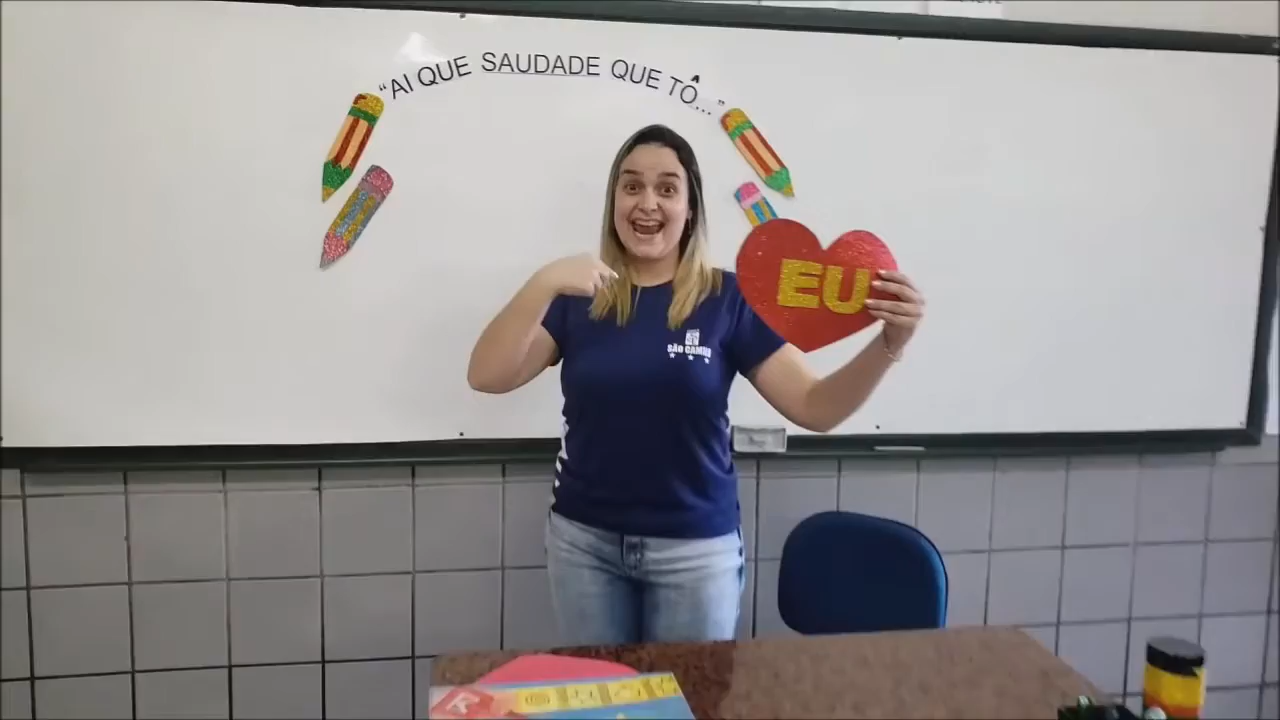 “AI QUE SAUDADE QUE TÔ...”
EU
SÃO CAMILO